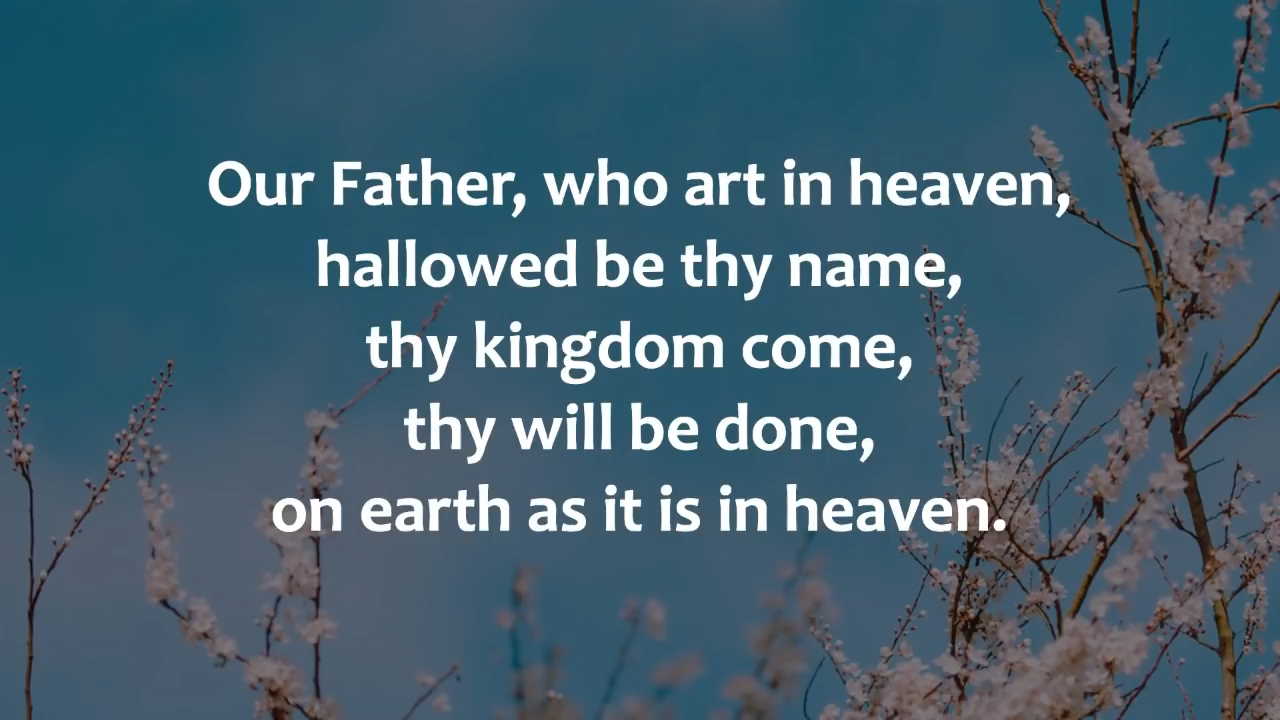 Our Father, who art in heaven,
hallowed be thy name,
thy kingdom come,
thy will be done,
on earth as it is in heaven.